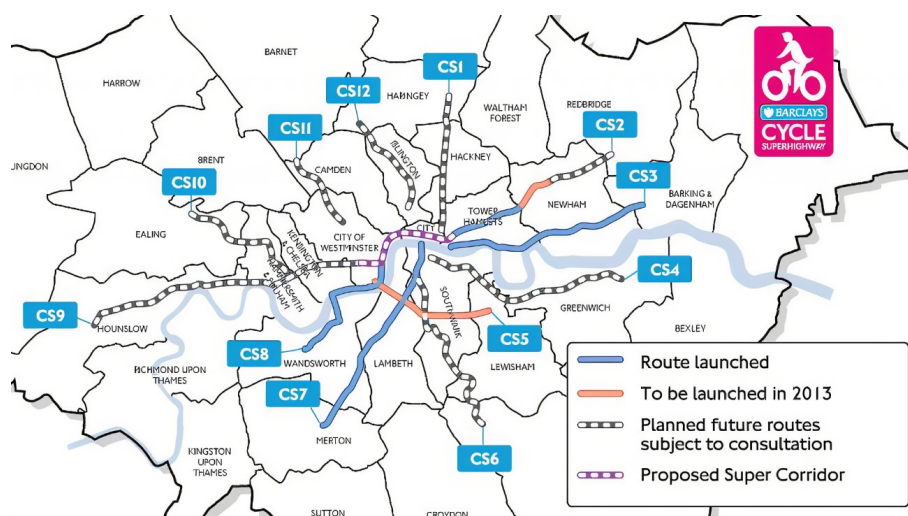 BARNET
HARROW
CS1
CS12
HARINGEY
WALTHAM
FOREST
REDBRIDGE
BARCLAYS
CYCLE
SUPERHIGHWAY
CS11
CS2
LINGDON
BRENT
CAMDEN
ISLINGTON
HACKNEY
CS10
CS3
BARKING &
DAGENHAM
NEWHAM
TOWER
HAMLETS
EALING
CITY OF
WESTMINSTER
CITY
KENSINGTON
& CHELSEA
HAMMERSMITH
& FULHAM
CS4
SOUTHWARK
GREENWICH
CS9
HOUNSLOW
BEXLEY
CS5
CS8
WANDSWORTH
LAMBETH
LEWISHAM
RICHMOND UPON
THAMES
CS7
MERTON
CS6
KINGSTON
UPON
THAMES
SUTTON
CROYDON
Route launched
To be launched in 2013
Planned future routes
subject to consultation
Proposed Super Corridor